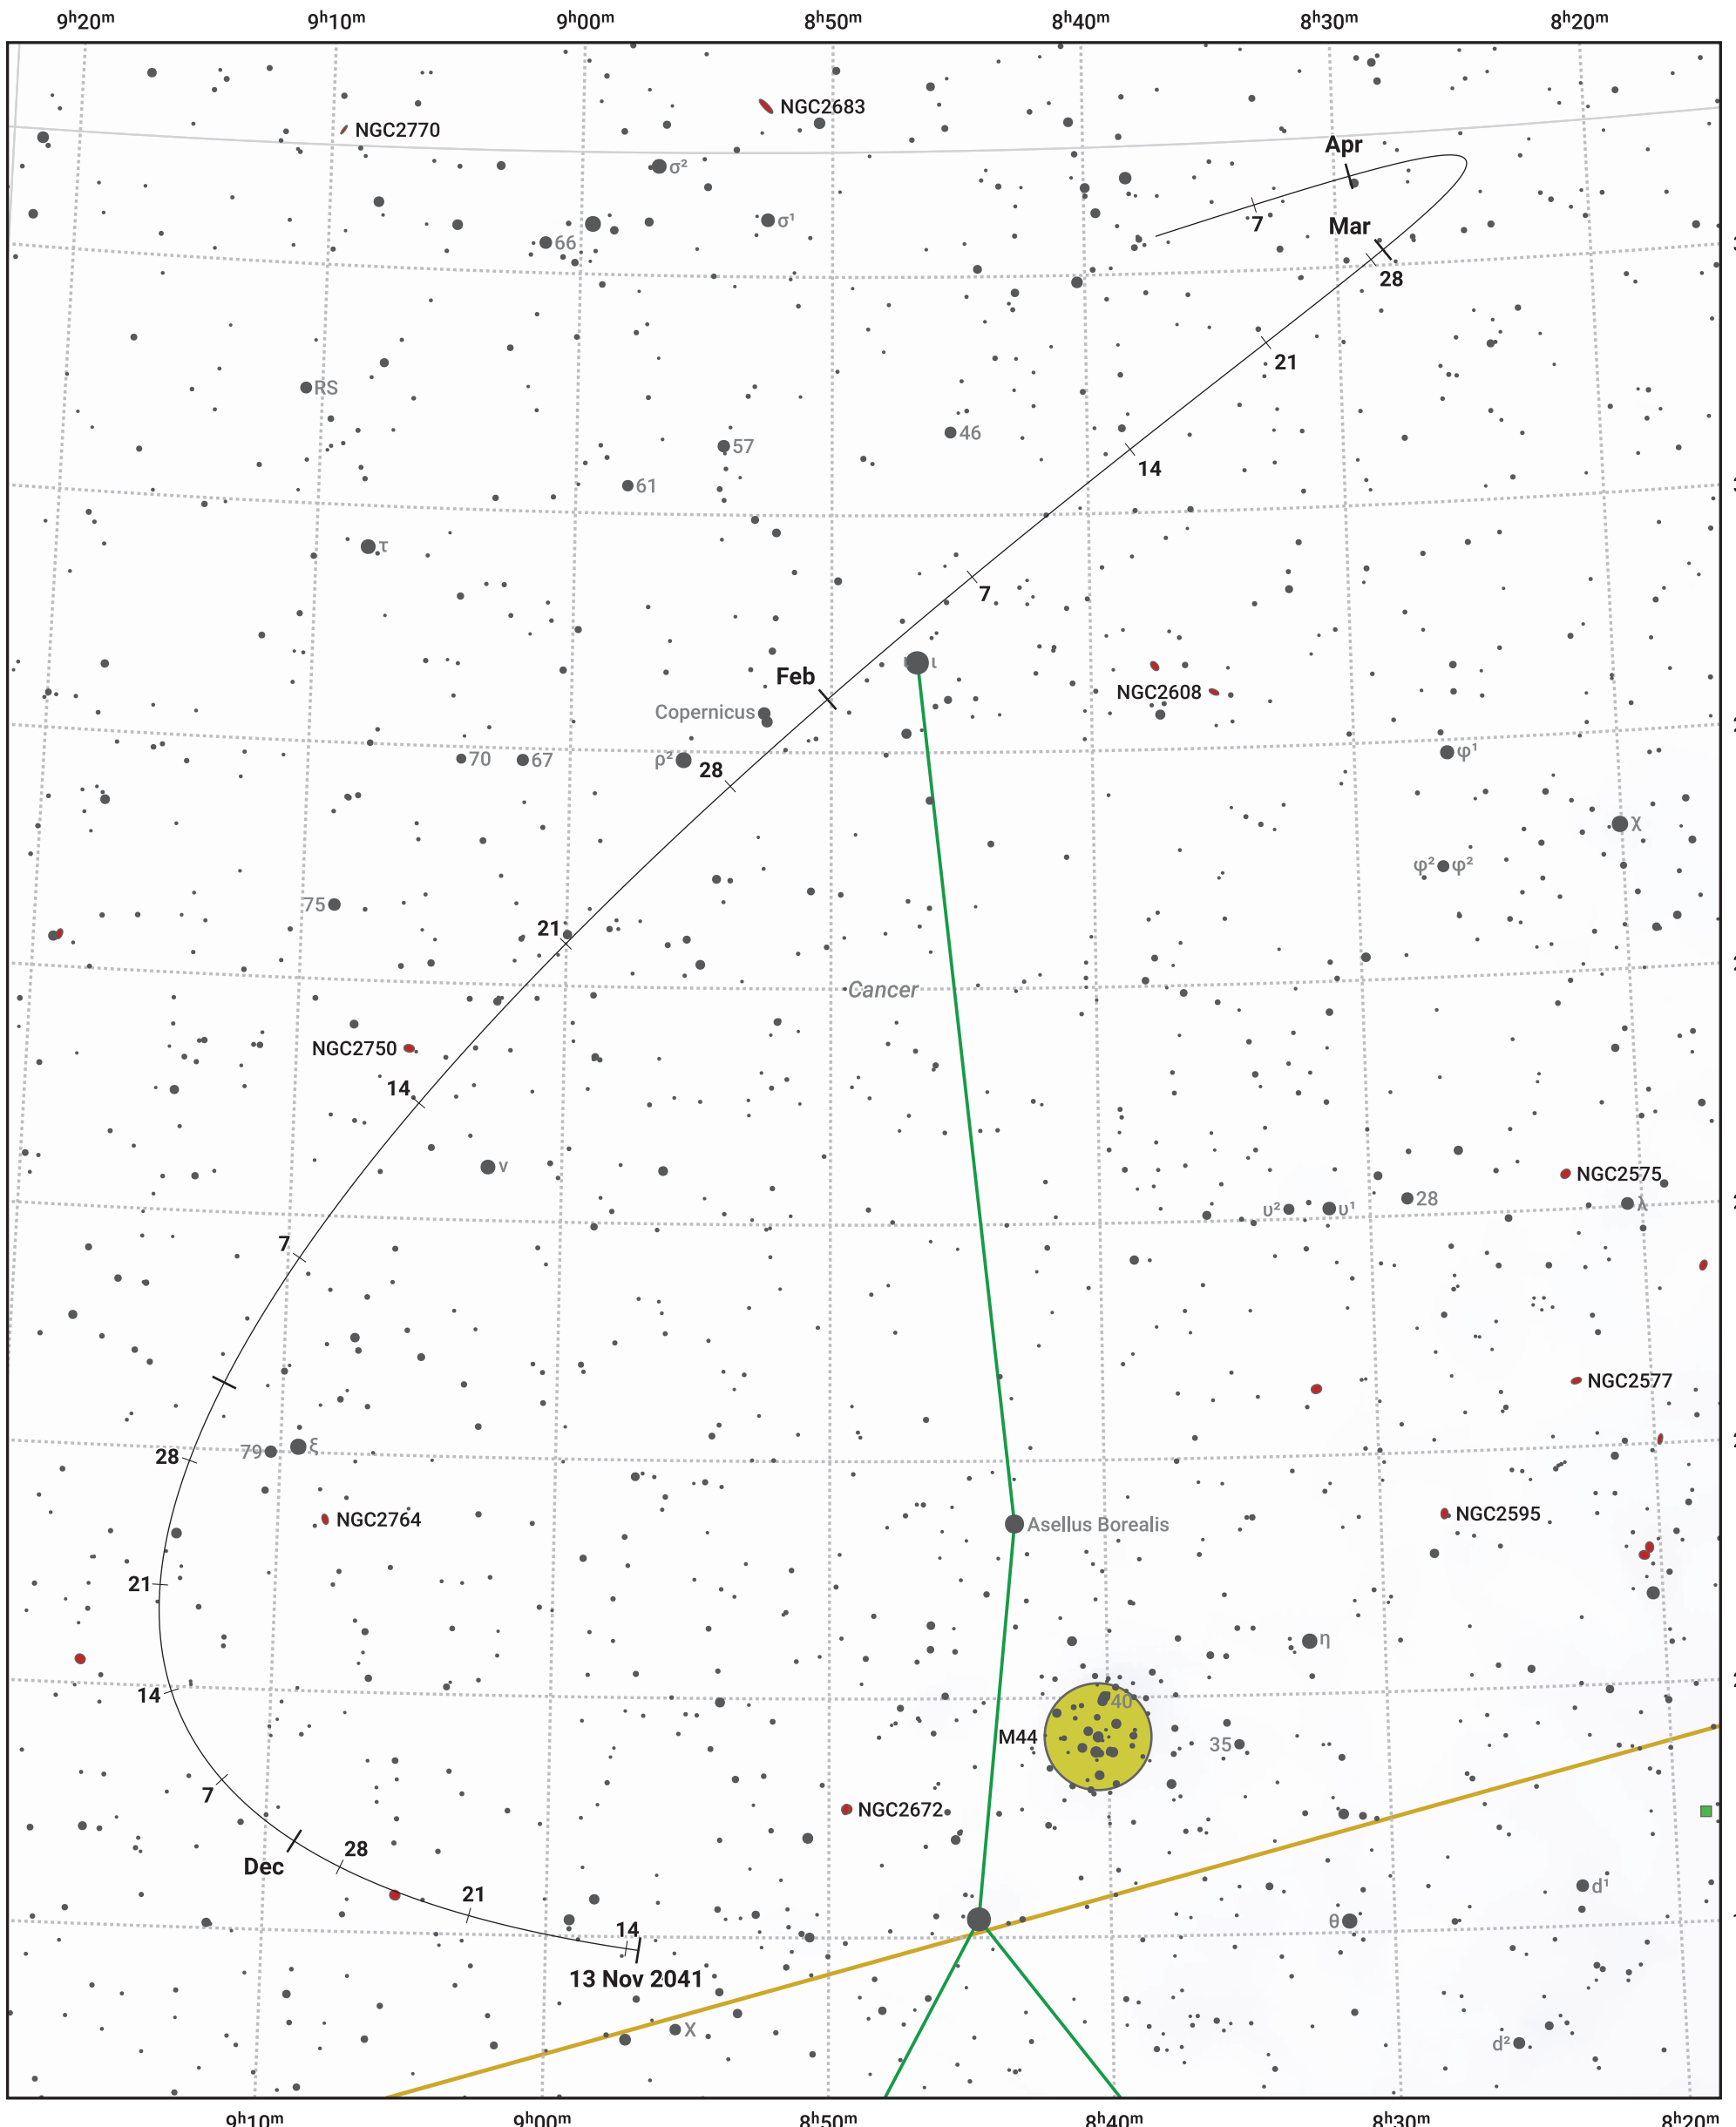 9h20m 9h10m 9h00m 8h50m 8h40m 8h30m 8h20m
NGC2683
NGC2770
Apr
σ²
σ¹
7
Mar
66
28
21
RS
46
57
14
61
τ
7
ι
Feb
NGC2608
Copernicus
φ¹
70
67
ρ²
28
χ
φ² φ²
75
21
Cancer
NGC2750
14
ν
NGC2575
28
λ
υ²
υ¹
7
NGC2577
ξ
79
28
NGC2595
NGC2764
Asellus Borealis
21
η
14
40
M44
35
7
NGC2672
28
Dec
d¹
21
θ
14
13 Nov 2041
X
d²
9h10m 9h00m 8h50m 8h40m 8h30m 8h20m